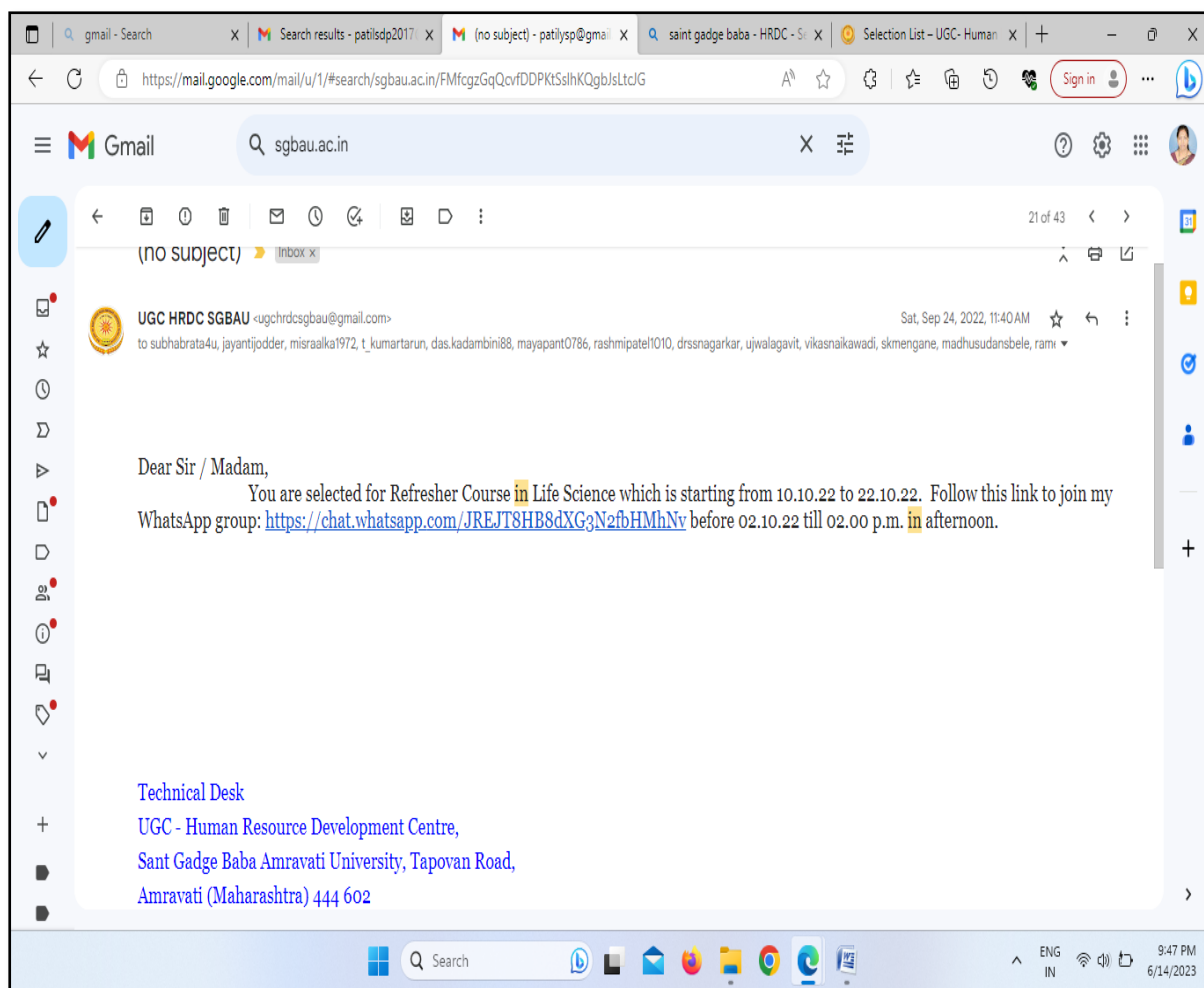 gmail - Search
Search results - patilsdp2017
(no subject) - patilysp@gmail
saint gadge baba - HRDC - Se
Selection List – UGC- Human
https://mail.google.com/mail/u/1/#search/sgbau.ac.in/FMfcgzGqQcvfDDPKtSsIhKQgbJsLtcJG
Sign in
Gmail
sgbau.ac.in
21 of 43
(no subject)
Inbox x
UGC HRDC SGBAU <ugchrdcsgbau@gmail.com>
Sat, Sep 24, 2022, 11:40 AM
to subhabrata4u, jayantijodder, misraalka1972, t_kumartarun, das.kadambini88, mayapant0786, rashmipatel1010, drssnagarkar, ujwalagavit, vikasnaikawadi, skmengane, madhusudansbele, rame
31
Dear Sir / Madam,
You are selected for Refresher Course in Life Science which is starting from 10.10.22 to 22.10.22. Follow this link to join my
WhatsApp group: https://chat.whatsapp.com/JREJT8HB8dXG3N2fbHMhNv before 02.10.22 till 02.00 p.m. in afternoon.
Technical Desk
UGC - Human Resource Development Centre,
Sant Gadge Baba Amravati University, Tapovan Road,
Amravati (Maharashtra) 444 602
Search
ENG
IN
9:47 PM
6/14/2023